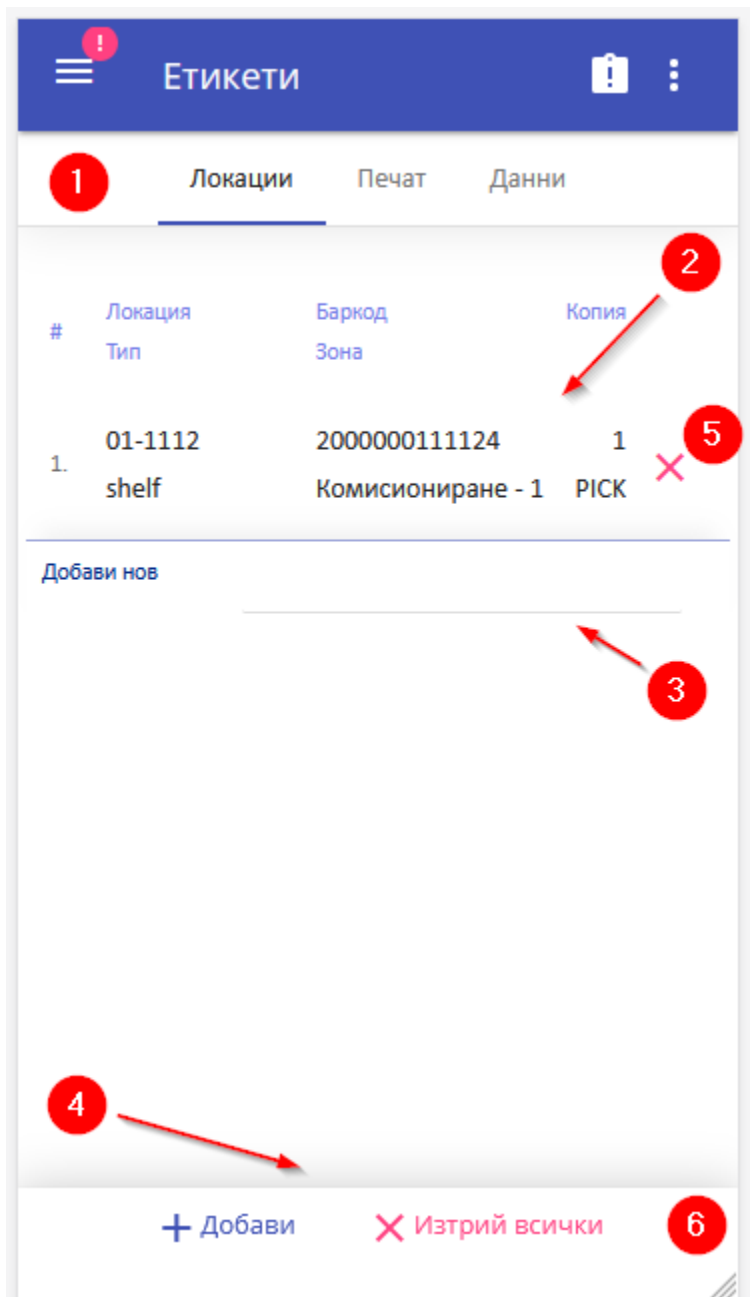 !
Етикети
1
Локации Печат Данни
2
# Локация Баркод Копия
Тип Зона
5
1. 01-1112 2000000111124 1
shelf Комисиониране - 1 PICK
Добави нов
3
4
+ Добави × Изтрий всички
6